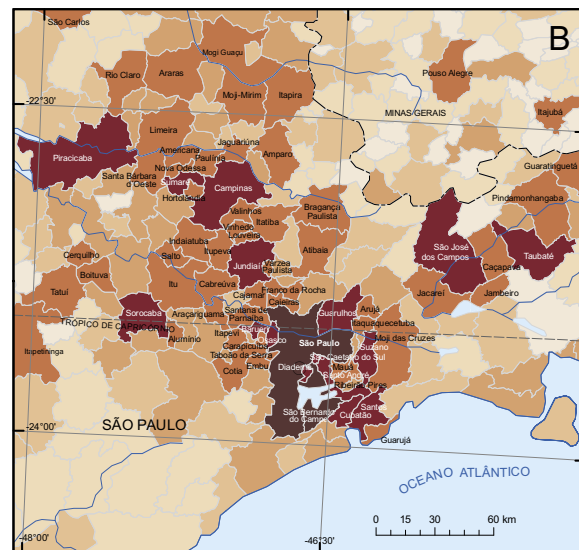 São Carlos
B
Mogi Guaçu
Rio Claro
Araras
Pouso Alegre
Moji-Mirim
Itapira
-22°30'
MINAS GERAIS
Itajubá
Limeira
Jaguariúna
Americana
Piracicaba
Paulínia
Amparo
Nova Odessa
Guaratinguetá
Santa Bárbara
d'Oeste
Sumaré
Campinas
Pindamonhangaba
Hortolândia
Valinhos
Bragança
Paulista
Itatiba
Vinhedo
Louveira
Indaiatuba
São José
dos Campos
Taubaté
Cerquilho
Salto
Itupeva
Atibaia
Jundiaí
Varzea
Paulista
Caçapava
Boituva
Tatuí
Itu
Cabreúva
Franco da Rocha
Jacareí
Jambeiro
Cajamar
Caieiras
Sorocaba
Araçariguama
Santana de
Parnaíba
Guarulhos
Arujá
TRÓPICO DE CAPRICÓRNIO
Itaquaquecetuba
Alumínio
Itapevi
Barueri
Osasco
São Paulo
Moji das Cruzes
Suzano
Itapetininga
Carapicuíba
São Caetano do Sul
Taboão da Serra
Diadema
Mauá
Santo André
Cotia
Embu
Ribeirão Pires
São Bernardo
do Campo
Santos
Cubatão
-24°00'
SÃO PAULO
Guarujá
OCEANO ATLÂNTICO
0 15 30 60 km
-48°00'
-46°30'